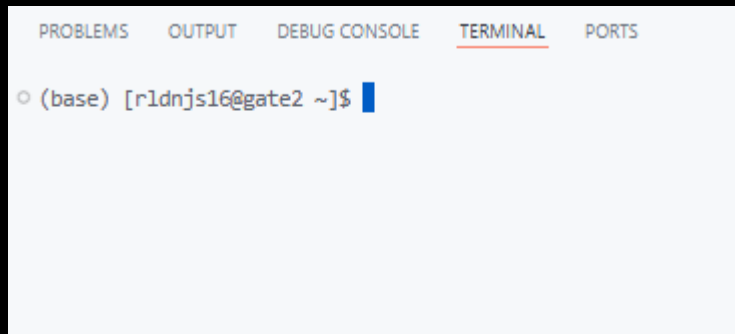 PROBLEMS OUTPUT DEBUG CONSOLE TERMINAL PORTS
(base) [rldnjs16@gate2 ~]$